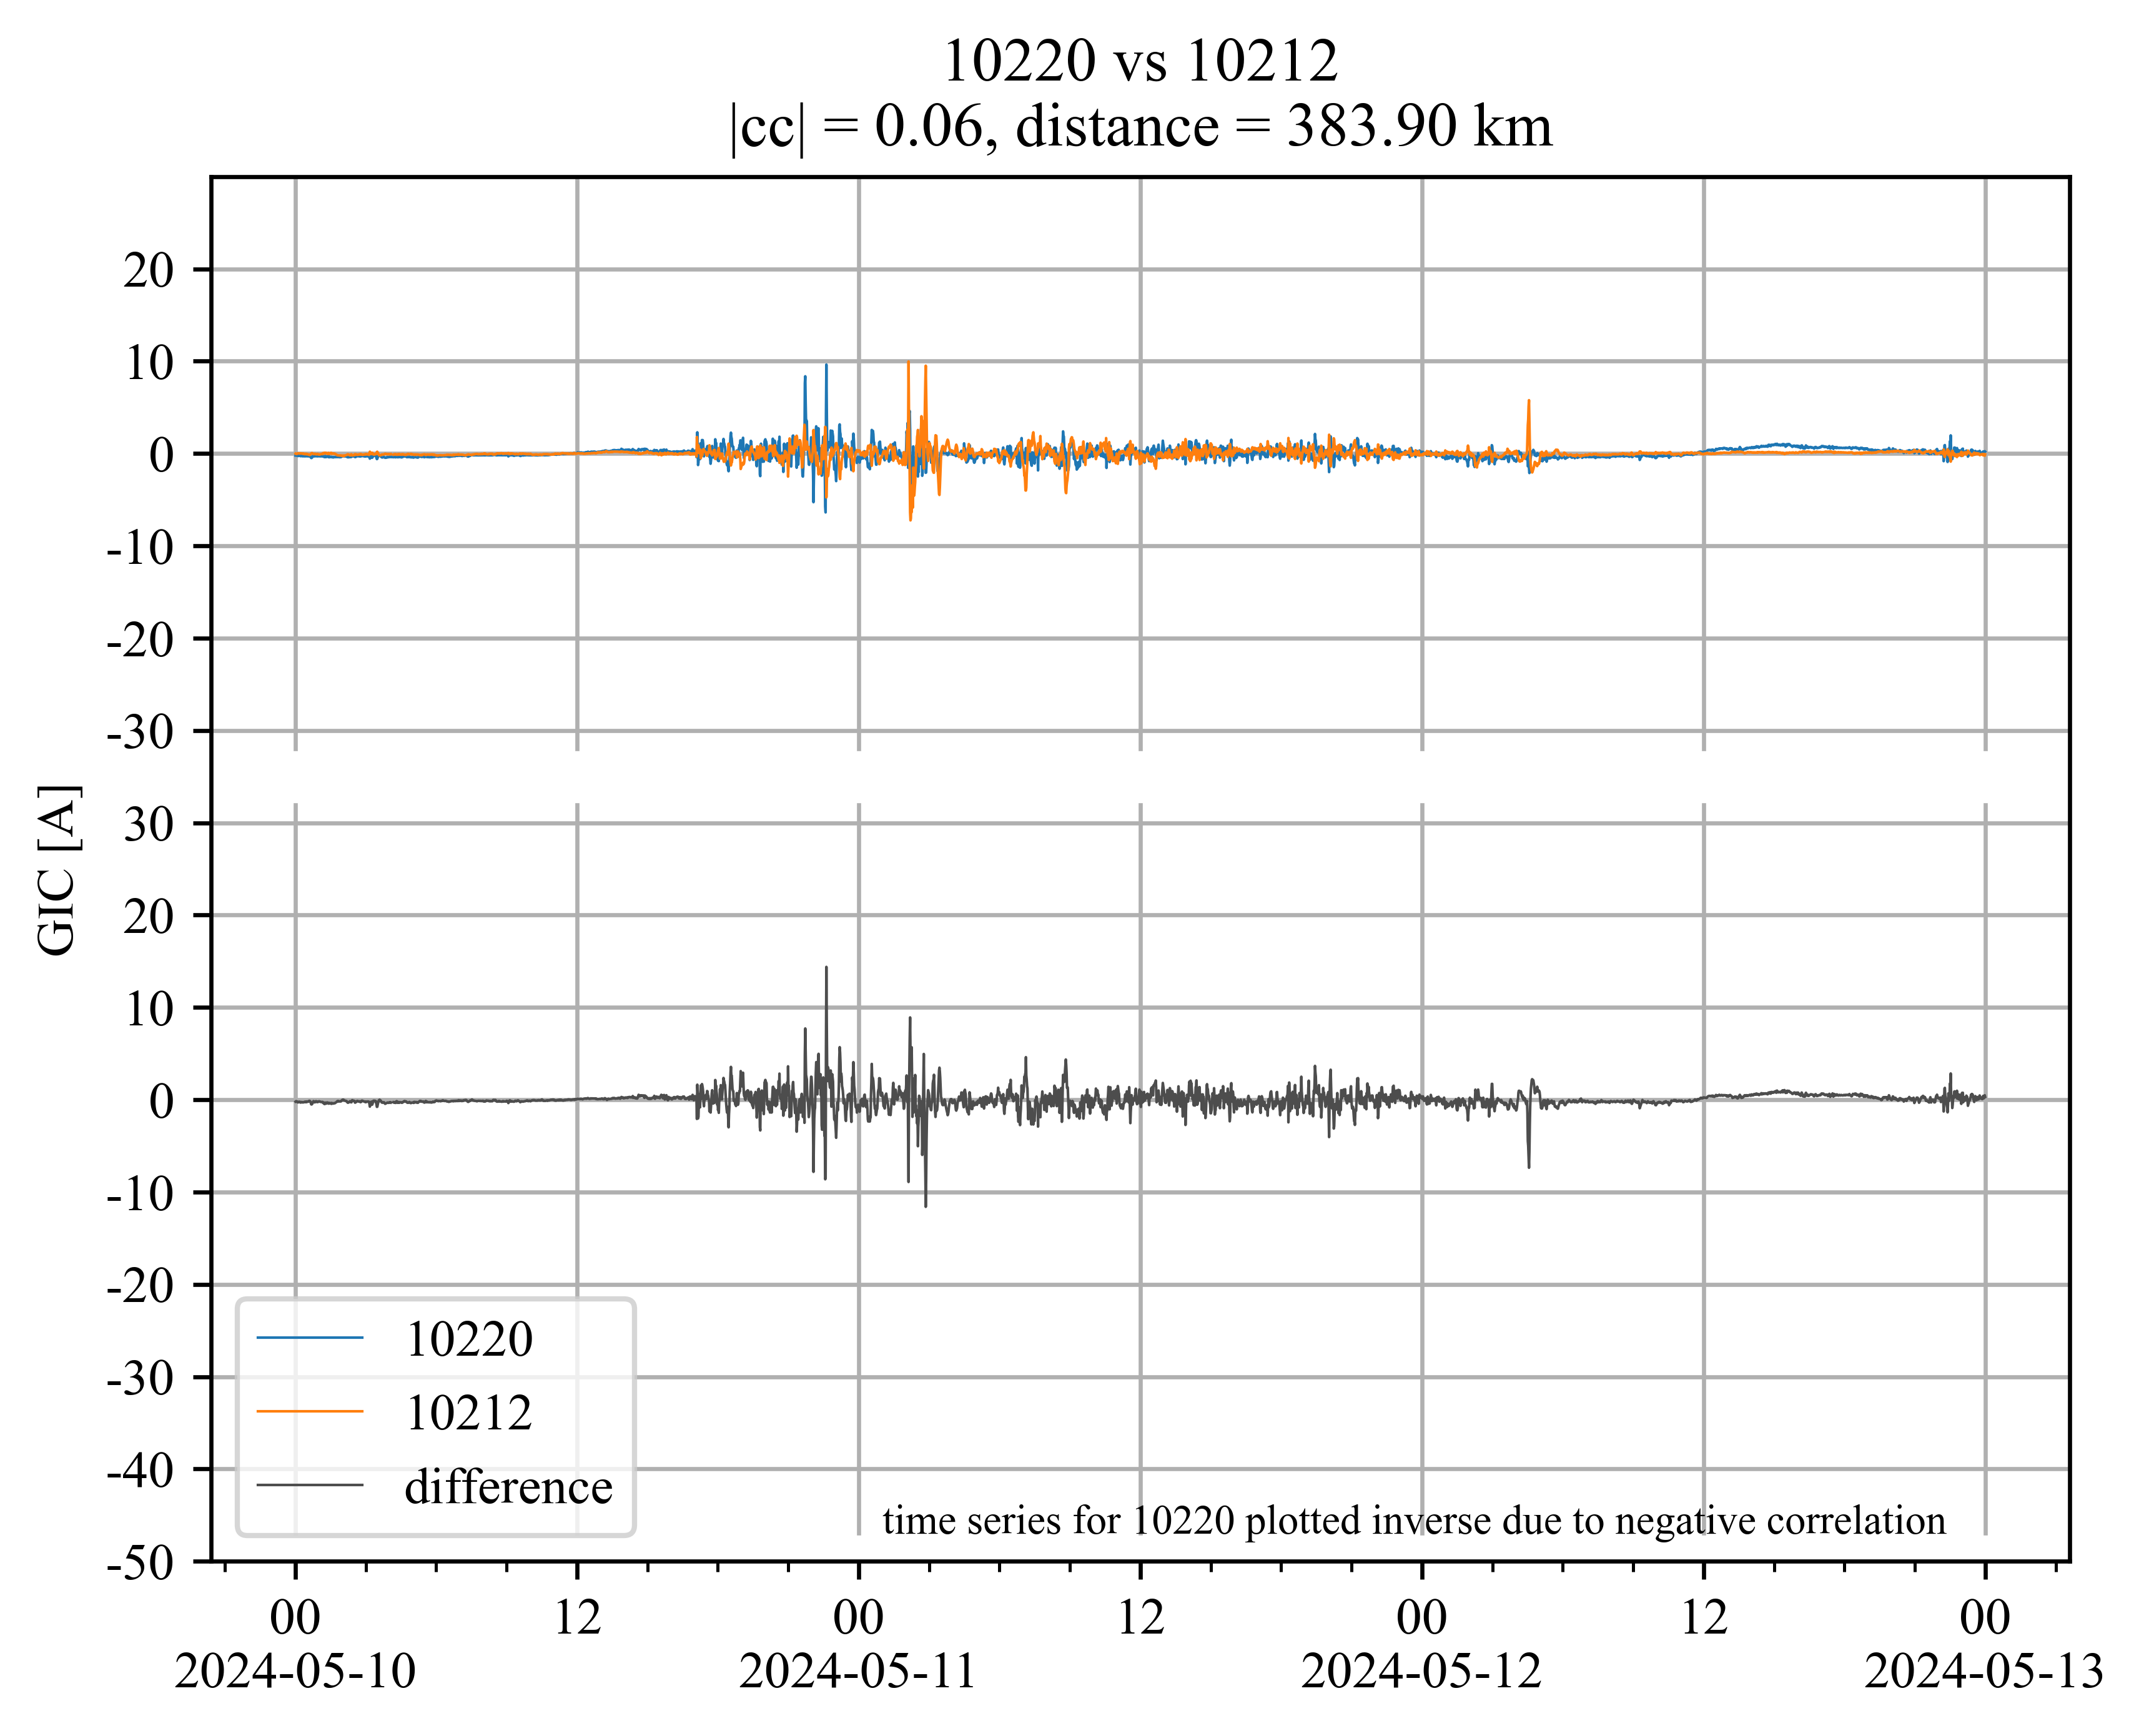 10220 vs 10212
|cc| = 0.06, distance = 383.90 km
20
10
0
-10
-20
-30
30
20
10
0
-10
-20
-30
-40
-50
GIC [A]
10220
10212
difference
time series for 10220 plotted inverse due to negative correlation
00 12 00 12 00 12 00
2024-05-10 2024-05-11 2024-05-12 2024-05-13